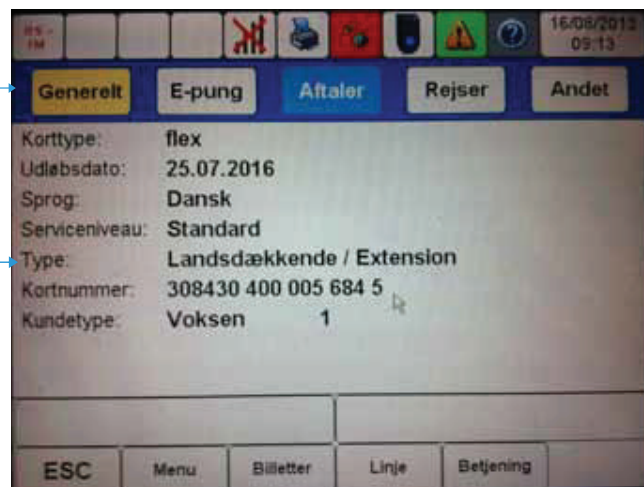 16/08/2013
09:13
Generelt E-pung Aftaler Rejser Andet
Korttype: flex
Udløbsdato: 25.07.2016
Sprog: Dansk
Serviceniveau: Standard
Type: Landsdækkende / Extension
Kortnummer: 308430 400 005 684 5
Kundetype: Voksen 1
ESC Menu Billetter Linje Betjening